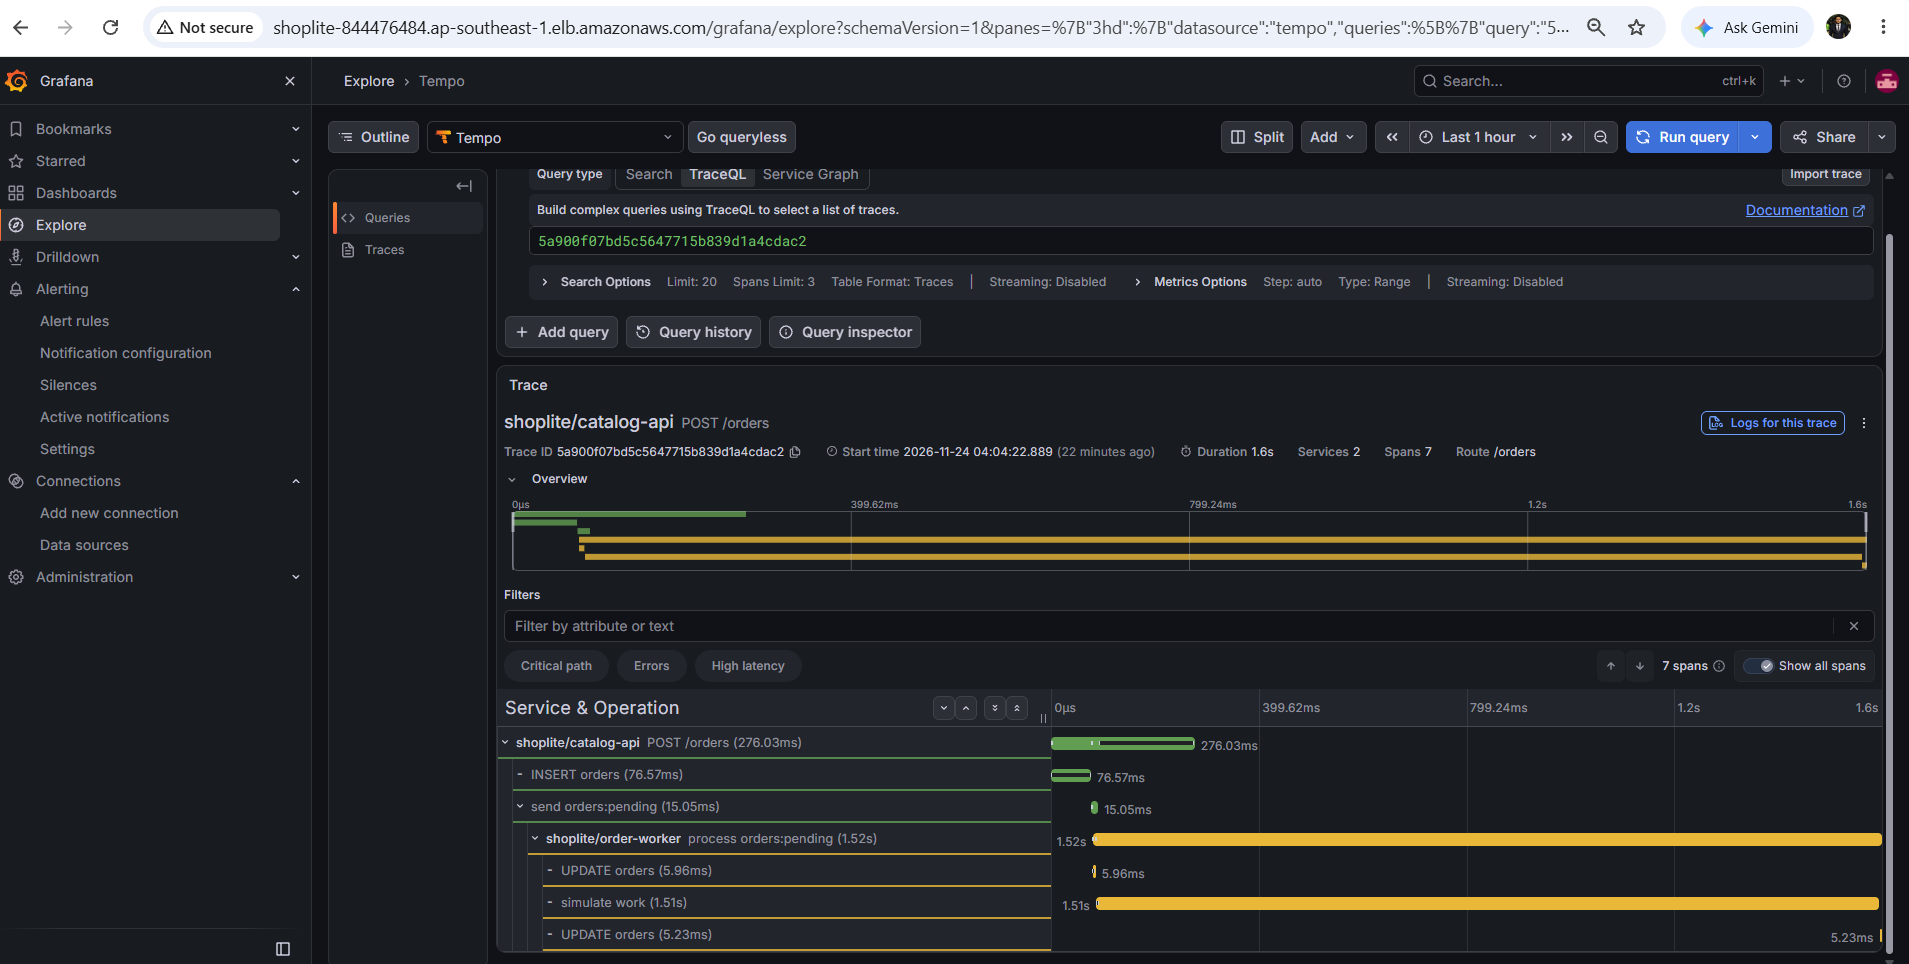 Not secure
shoplite-844476484.ap-southeast-1.elb.amazonaws.com/grafana/explore?schemaVersion=1&panes=%7B"3hd":%7B"datasource":"tempo","queries":%5B%7B"query":"5...
Ask Gemini
Grafana
Explore › Tempo
Search...
ctrl+k
Bookmarks
Starred
Dashboards
Explore
Drilldown
Alerting
Alert rules
Notification configuration
Silences
Active notifications
Settings
Connections
Add new connection
Data sources
Administration
Outline
Tempo
Go queryless
Split
Add
Last 1 hour
Run query
Share
Queries
Traces
Query type
Search
TraceQL
Service Graph
Import trace
Build complex queries using TraceQL to select a list of traces.
Documentation
5a900f07bd5c5647715b839d1a4cdac2
Search Options Limit: 20 Spans Limit: 3 Table Format: Traces | Streaming: Disabled
Metrics Options Step: auto Type: Range | Streaming: Disabled
Add query
Query history
Query inspector
Trace
shoplite/catalog-api POST /orders
Logs for this trace
Trace ID 5a900f07bd5c5647715b839d1a4cdac2 Start time 2026-11-24 04:04:22.889 (22 minutes ago) Duration 1.6s Services 2 Spans 7 Route /orders
Overview
0µs 399.62ms 799.24ms 1.2s 1.6s
Filters
Filter by attribute or text
Critical path
Errors
High latency
7 spans
Show all spans
Service & Operation
0µs 399.62ms 799.24ms 1.2s 1.6s
shoplite/catalog-api POST /orders (276.03ms)
276.03ms
- INSERT orders (76.57ms)
76.57ms
send orders:pending (15.05ms)
15.05ms
shoplite/order-worker process orders:pending (1.52s)
1.52s
- UPDATE orders (5.96ms)
5.96ms
- simulate work (1.51s)
1.51s
- UPDATE orders (5.23ms)
5.23ms